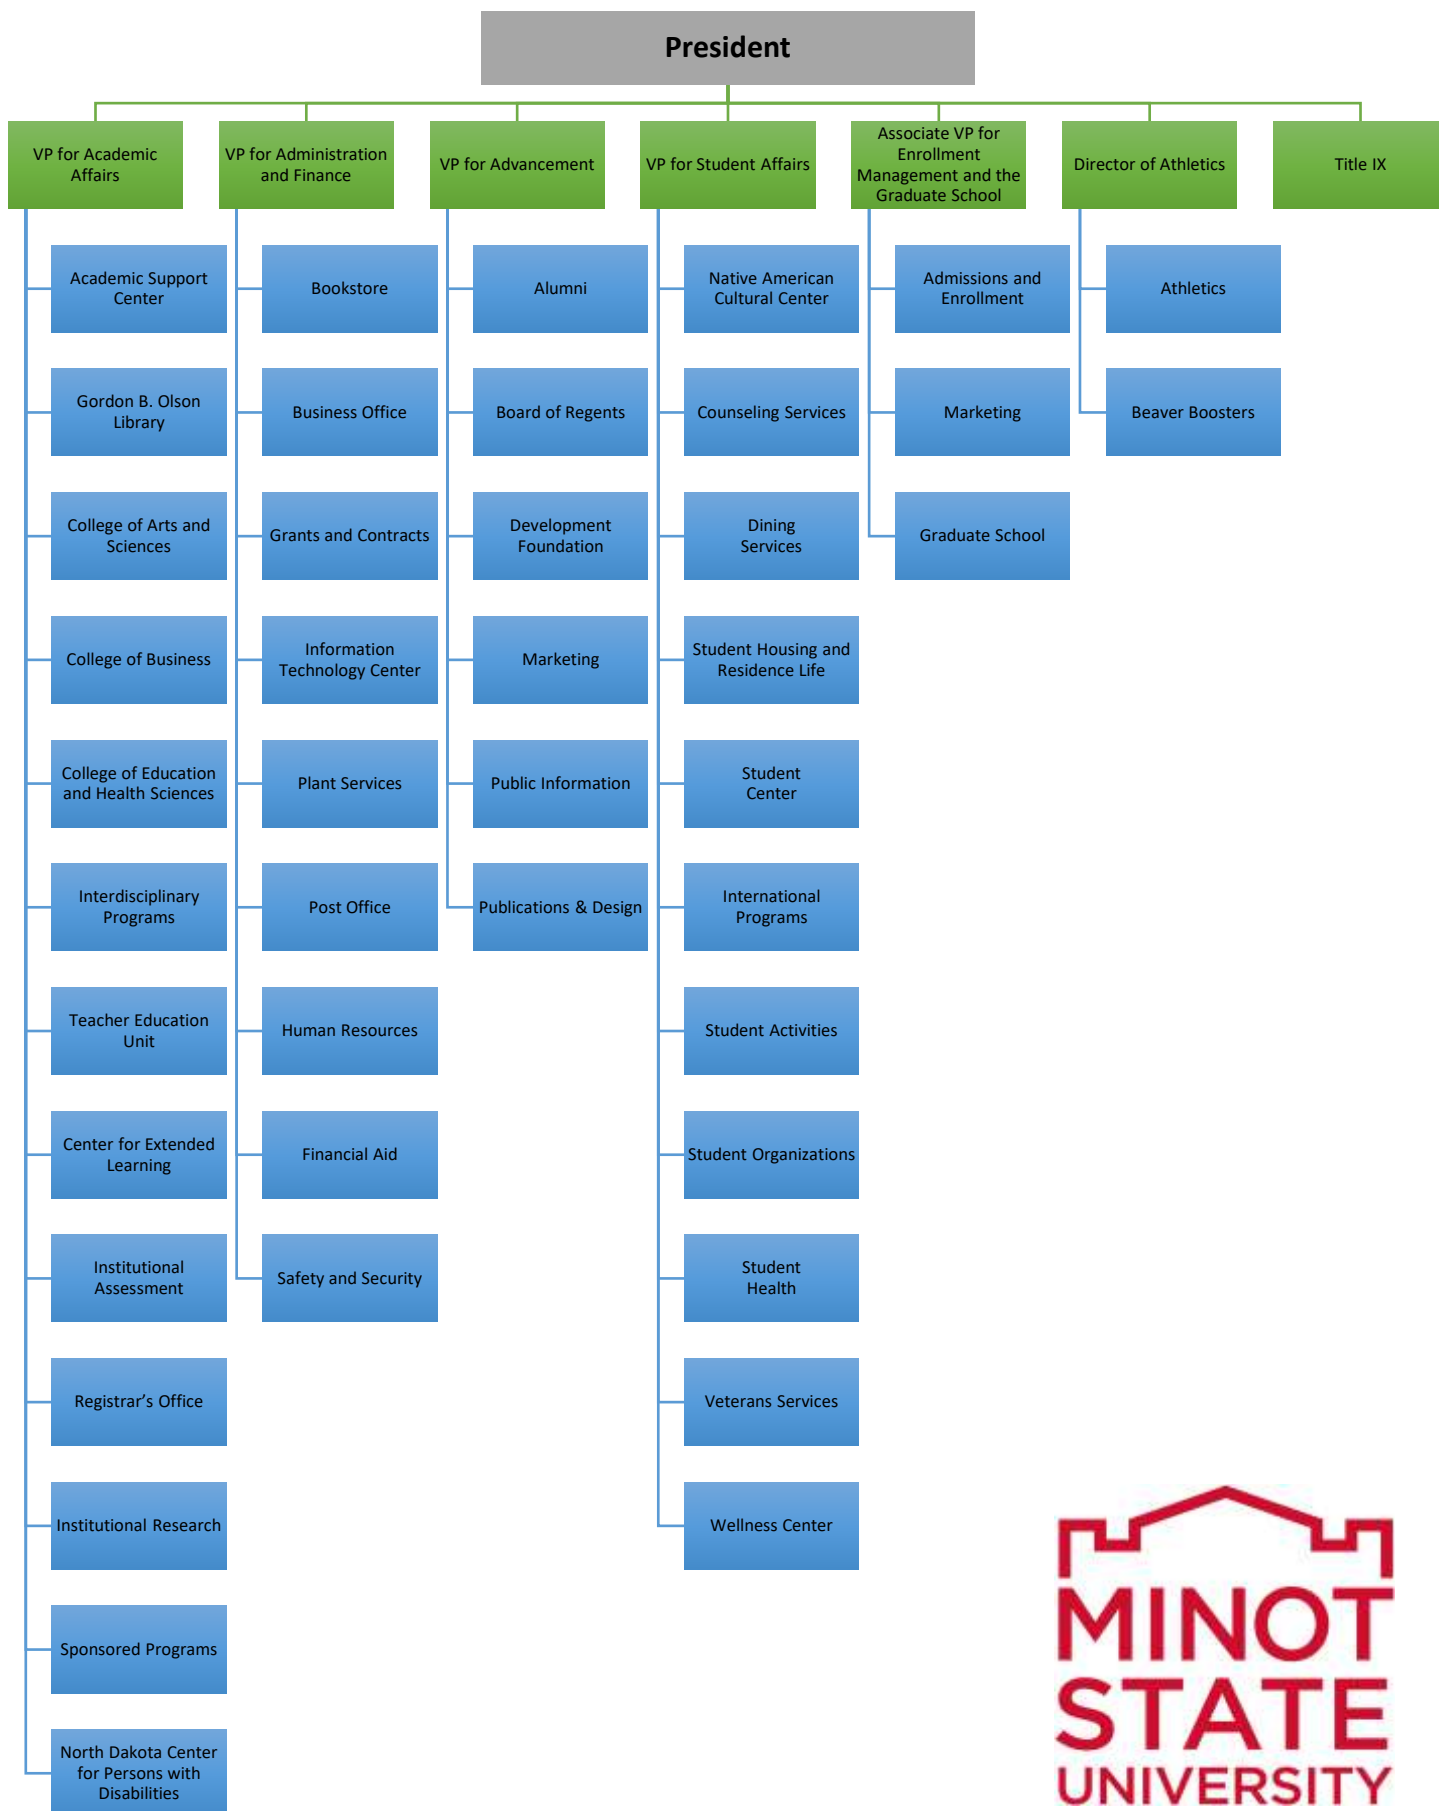 President
VP for Academic
Affairs
VP for Administration
and Finance
VP for Advancement
VP for Student Affairs
Associate VP for
Enrollment
Management and the
Graduate School
Director of Athletics
Title IX
Academic Support
Center
Gordon B. Olson
Library
College of Arts and
Sciences
College of Business
College of Education
and Health Sciences
Interdisciplinary
Programs
Teacher Education
Unit
Center for Extended
Learning
Institutional
Assessment
Registrar’s Office
Institutional Research
Sponsored Programs
North Dakota Center
for Persons with
Disabilities
Bookstore
Business Office
Grants and Contracts
Information
Technology Center
Plant Services
Post Office
Human Resources
Financial Aid
Safety and Security
Alumni
Board of Regents
Development
Foundation
Marketing
Public Information
Publications & Design
Native American
Cultural Center
Counseling Services
Dining
Services
Student Housing and
Residence Life
Student
Center
International
Programs
Student Activities
Student Organizations
Student
Health
Veterans Services
Wellness Center
Admissions and
Enrollment
Marketing
Graduate School
Athletics
Beaver Boosters
MINOT
STATE
UNIVERSITY